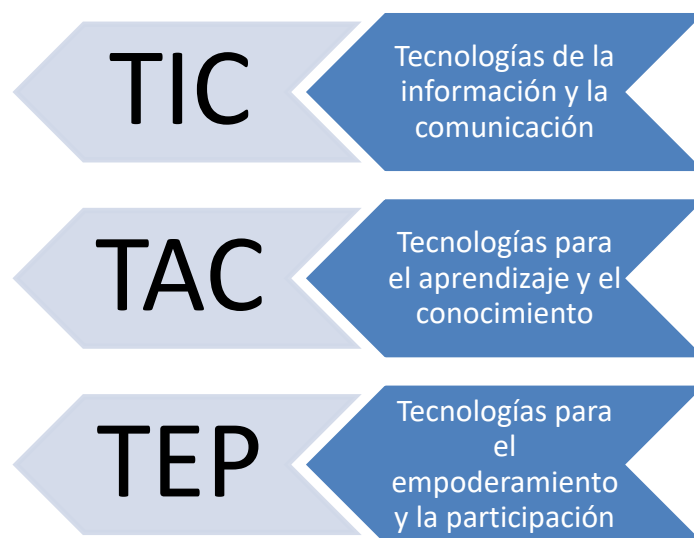 TIC
Tecnologías de la
información y la
comunicación
TAC
Tecnologías para
el aprendizaje y el
conocimiento
TEP
Tecnologías para
el
empoderamiento
y la participación